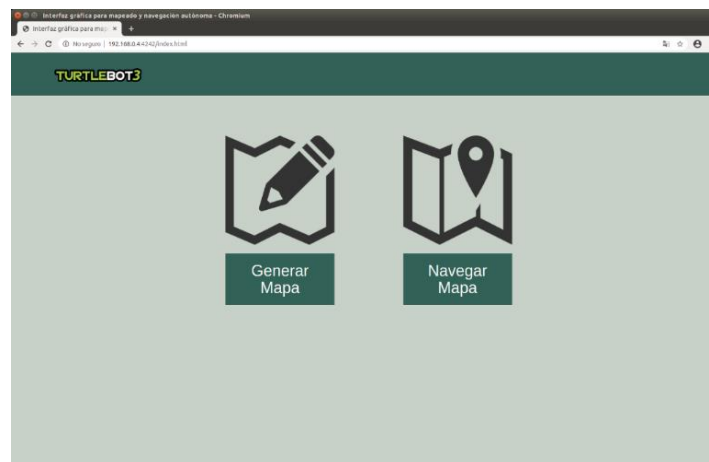 Interfaz gráfica para mapeado y navegación autónoma - Chromium
Interfaz gráfica para map
No seguro | 192.168.0.4:4242/index.html
TURTLEBOT3
Generar
Mapa
Navegar
Mapa